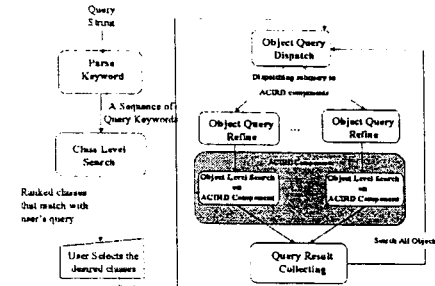 Query
String
Parse
Keyword
A Sequence of
Query Keywords
Class Level
Search
Ranked classes
that match with
user's query
User Selects the
desired classes
Object Query
Dispatch
Dispatching subquery to
ACIRD components
Object Query
Refine
...
Object Query
Refine
ACIRD Component
Object Level Search
on
ACIRD Component
Object Level Search
on
ACIRD Component
Search All Object
Query Result
Collecting